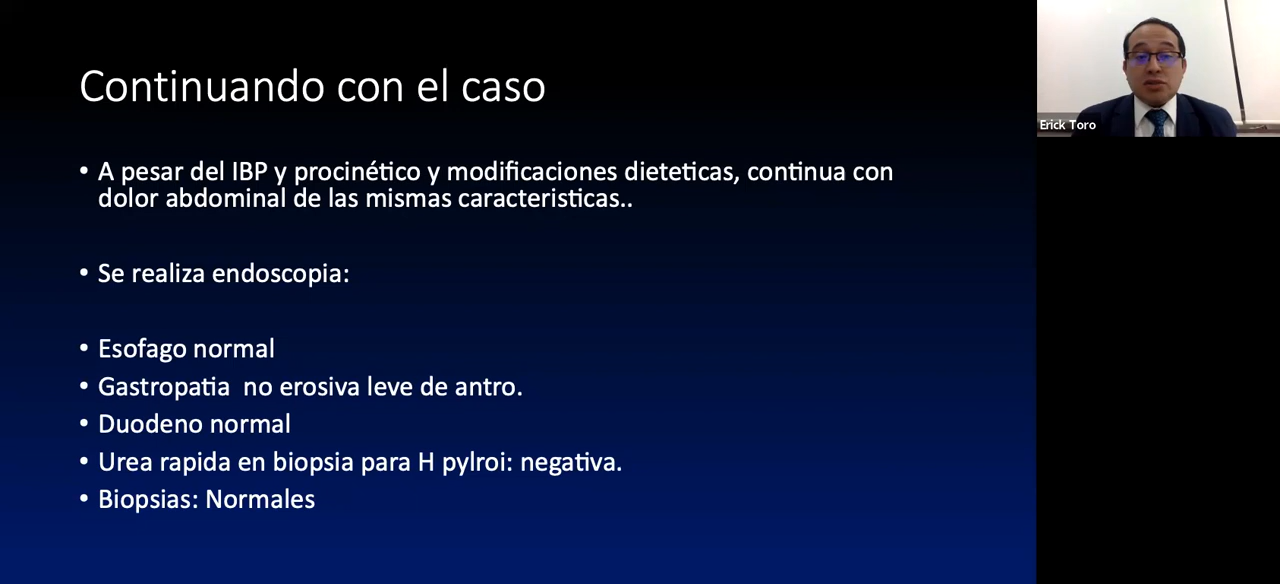 Continuando con el caso
• A pesar del IBP y procinético y modificaciones dieteticas, continua con
dolor abdominal de las mismas caracteristicas..
• Se realiza endoscopia:
• Esofago normal
• Gastropatia  no erosiva leve de antro.
• Duodeno normal
• Urea rapida en biopsia para H pylroi: negativa.
• Biopsias: Normales
Erick Toro